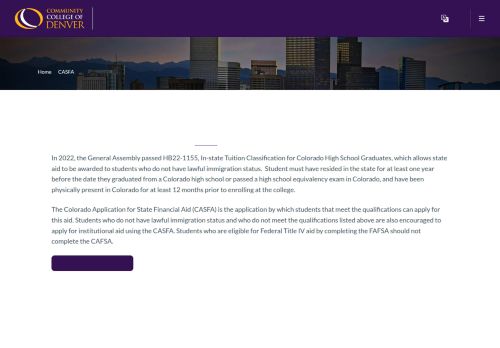 COMMUNITY
COLLEGE OF
DENVER
Home CASFA
In 2022, the General Assembly passed HB22-1155, In-state Tuition Classification for Colorado High School Graduates, which allows state
aid to be awarded to students who do not have lawful immigration status. Student must have resided in the state for at least one year
before the date they graduated from a Colorado high school or passed a high school equivalency exam in Colorado, and have been
physically present in Colorado for at least 12 months prior to enrolling at the college.
The Colorado Application for State Financial Aid (CASFA) is the application by which students that meet the qualifications can apply for
this aid. Students who do not have lawful immigration status and who do not meet the qualifications listed above are also encouraged to
apply for institutional aid using the CASFA. Students who are eligible for Federal Title IV aid by completing the FAFSA should not
complete the CAFSA.